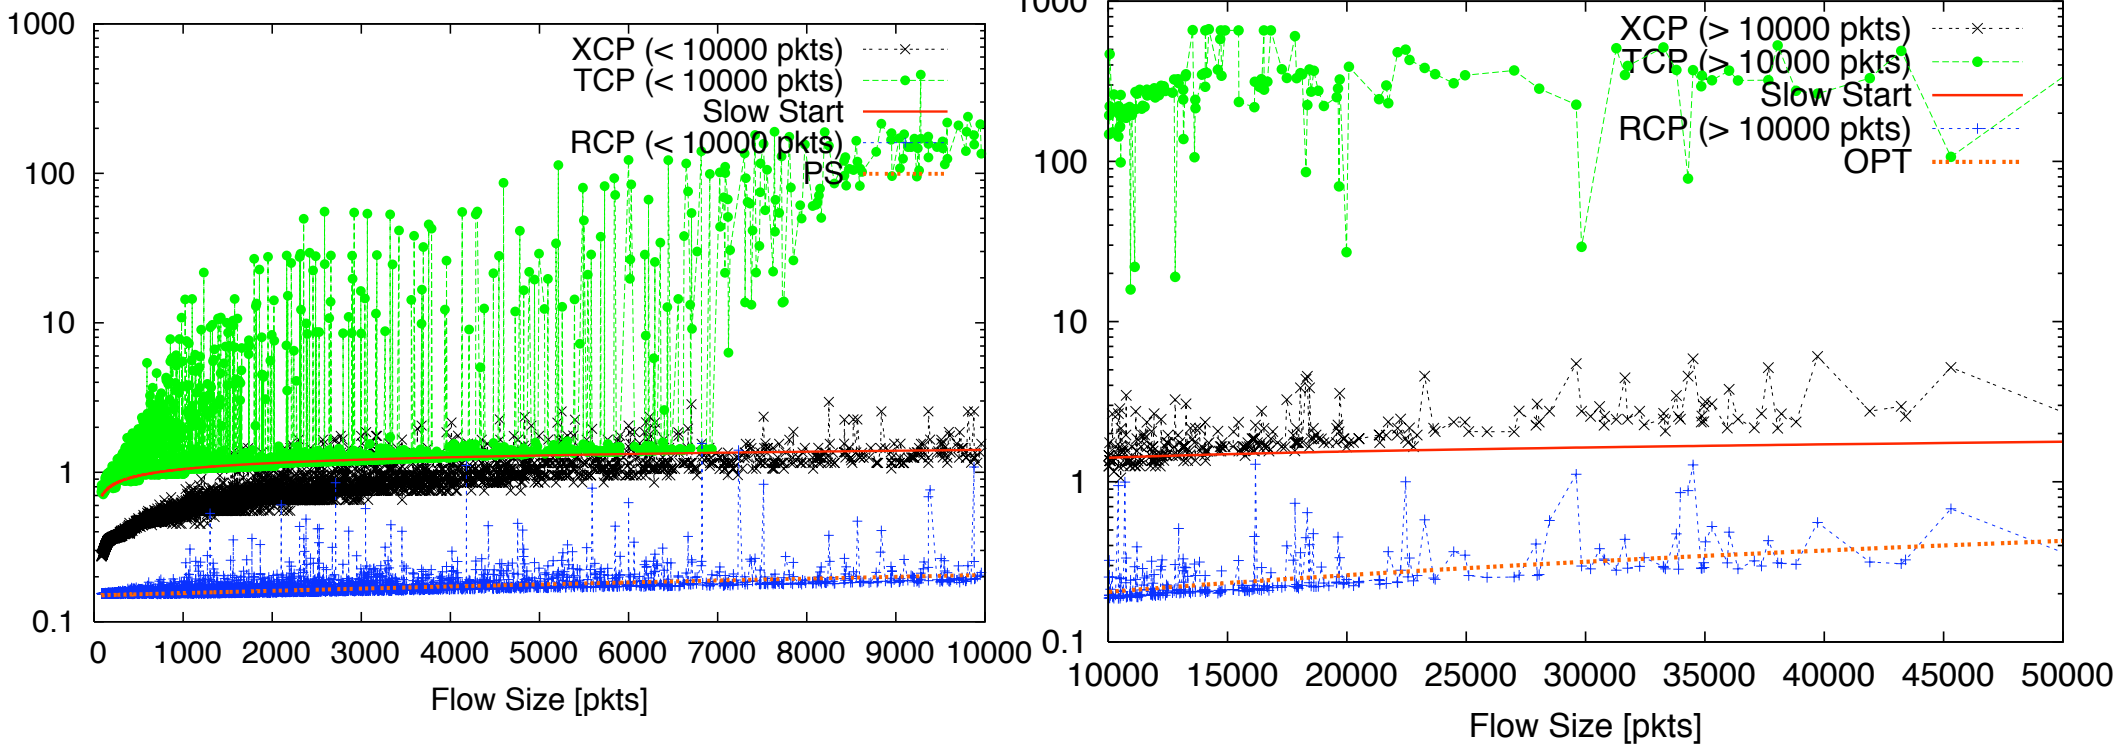 1000
100
10
1
0.1
XCP (< 10000 pkts)
TCP (< 10000 pkts)
Slow Start
RCP (< 10000 pkts)
PS
0 1000 2000 3000 4000 5000 6000 7000 8000 9000 10000
Flow Size [pkts]
1000
100
10
1
0.1
XCP (> 10000 pkts)
TCP (> 10000 pkts)
Slow Start
RCP (> 10000 pkts)
OPT
10000 15000 20000 25000 30000 35000 40000 45000 50000
Flow Size [pkts]